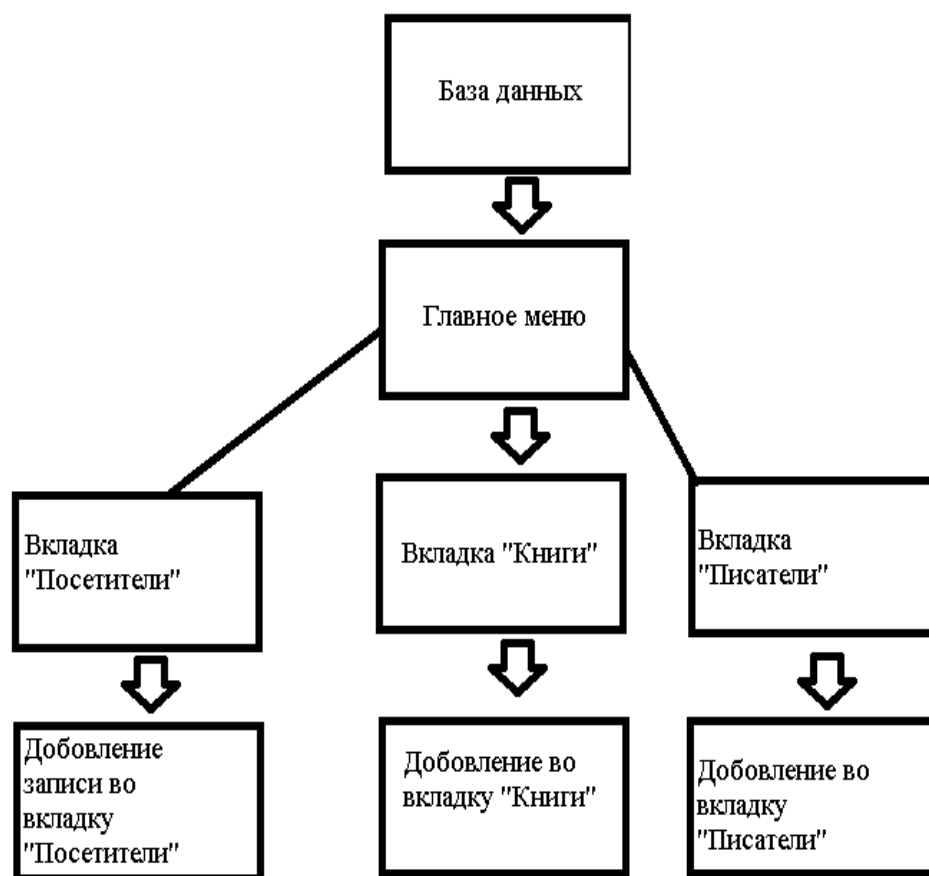 База данных
Главное меню
Вкладка
"Посетители"
Вкладка "Книги"
Вкладка
"Писатели"
Добовление
записи во
вкладку
"Посетители"
Добовление во
вкладку "Книги"
Добовление во
вкладку
"Писатели"